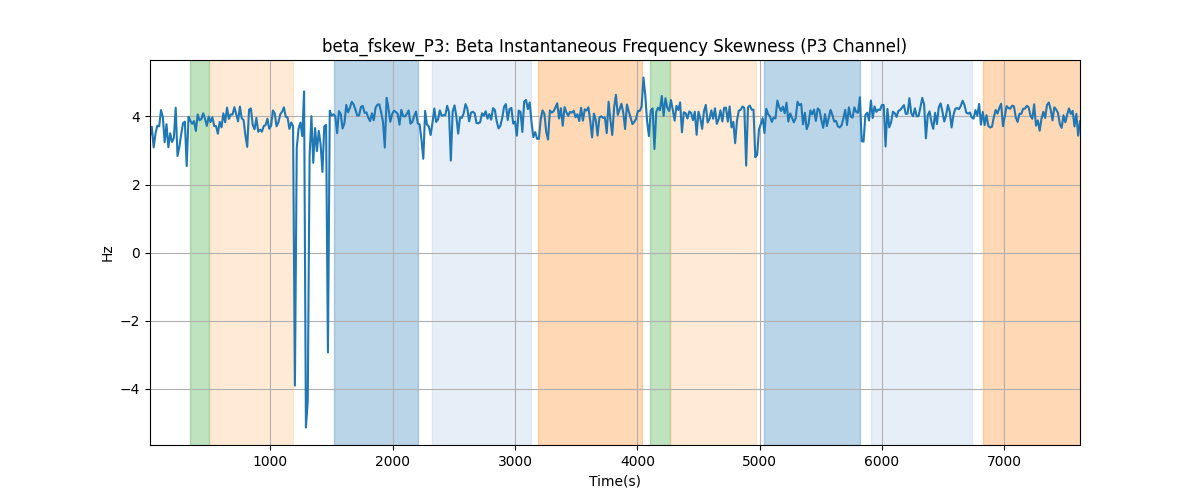 beta_fskew_P3: Beta Instantaneous Frequency Skewness (P3 Channel)
4
2
0
−2
−4
Hz
1000 2000 3000 4000 5000 6000 7000
Time(s)